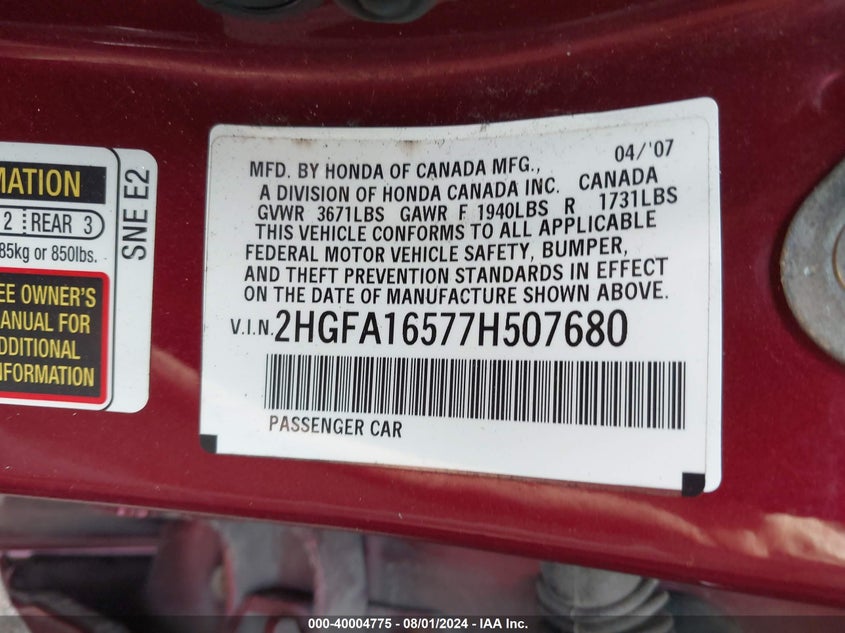 MATION
2 REAR 3
85kg or 850lbs.
EE OWNER'S
ANUAL FOR
DDITIONAL
NFORMATION
SNE E2
MFD. BY HONDA OF CANADA MFG., 04/'07
A DIVISION OF HONDA CANADA INC. CANADA
GVWR 3671LBS GAWR F 1940LBS R 1731LBS
THIS VEHICLE CONFORMS TO ALL APPLICABLE
FEDERAL MOTOR VEHICLE SAFETY, BUMPER,
AND THEFT PREVENTION STANDARDS IN EFFECT
ON THE DATE OF MANUFACTURE SHOWN ABOVE.
V.I.N. 2HGFA16577H507680
PASSENGER CAR
000-40004775 - 08/01/2024 - IAA Inc.